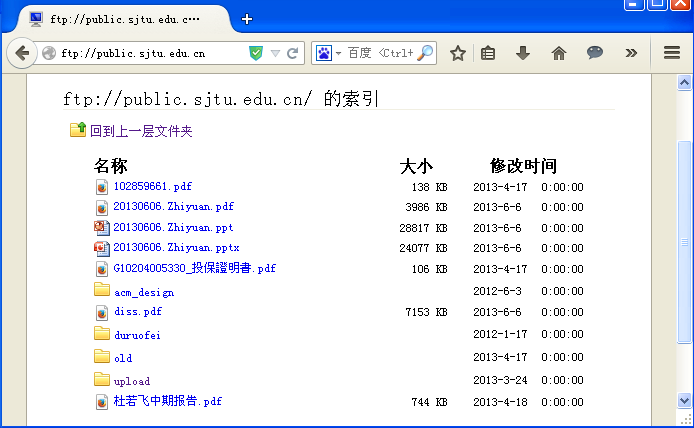 ftp://public.sjtu.edu.c…
ftp://public.sjtu.edu.cn
百度 <Ctrl+
ftp://public.sjtu.edu.cn/ 的索引
回到上一层文件夹
名称 大小 修改时间
102859661.pdf 138 KB 2013-4-17 0:00:00
20130606.Zhiyuan.pdf 3986 KB 2013-6-6 0:00:00
20130606.Zhiyuan.ppt 28817 KB 2013-6-6 0:00:00
20130606.Zhiyuan.pptx 24077 KB 2013-6-6 0:00:00
G10204005330_投保證明書.pdf 106 KB 2013-4-17 0:00:00
acm_design 2012-6-3 0:00:00
diss.pdf 7153 KB 2013-6-6 0:00:00
duruofei 2012-1-17 0:00:00
old 2013-4-17 0:00:00
upload 2013-3-24 0:00:00
杜若飞中期报告.pdf 744 KB 2013-4-18 0:00:00